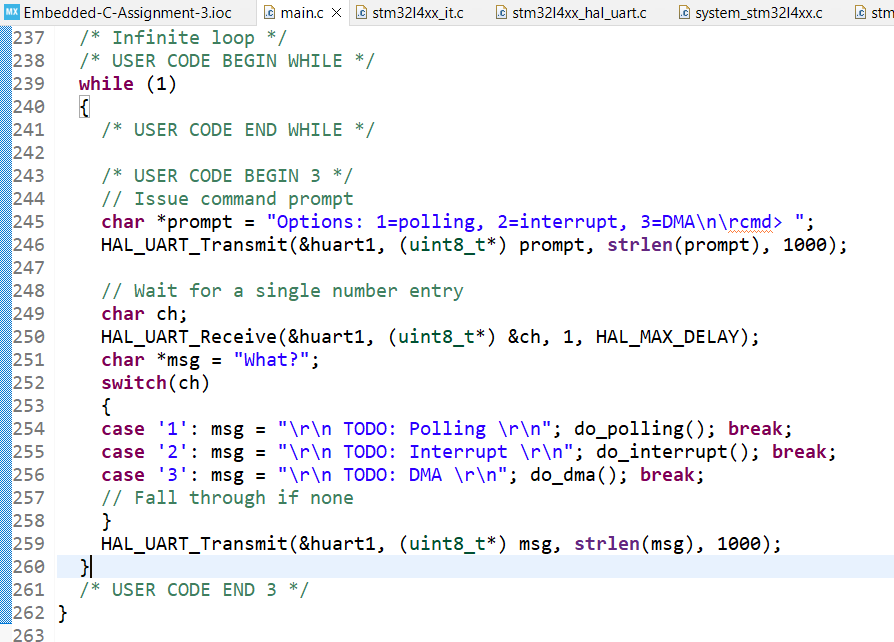 MX Embedded-C-Assignment-3.ioc main.c stm32l4xx_it.c stm32l4xx_hal_uart.c system_stm32l4xx.c stm
237 /* Infinite loop */
238 /* USER CODE BEGIN WHILE */
239 while (1)
240 {
241 /* USER CODE END WHILE */
242
243 /* USER CODE BEGIN 3 */
244 // Issue command prompt
245 char *prompt = "Options: 1=polling, 2=interrupt, 3=DMA\n\rcmd> ";
246 HAL_UART_Transmit(&huart1, (uint8_t*) prompt, strlen(prompt), 1000);
247
248 // Wait for a single number entry
249 char ch;
250 HAL_UART_Receive(&huart1, (uint8_t*) &ch, 1, HAL_MAX_DELAY);
251 char *msg = "What?";
252 switch(ch)
253 {
254 case '1': msg = "\r\n TODO: Polling \r\n"; do_polling(); break;
255 case '2': msg = "\r\n TODO: Interrupt \r\n"; do_interrupt(); break;
256 case '3': msg = "\r\n TODO: DMA \r\n"; do_dma(); break;
257 // Fall through if none
258 }
259 HAL_UART_Transmit(&huart1, (uint8_t*) msg, strlen(msg), 1000);
260 }
261 /* USER CODE END 3 */
262 }
263